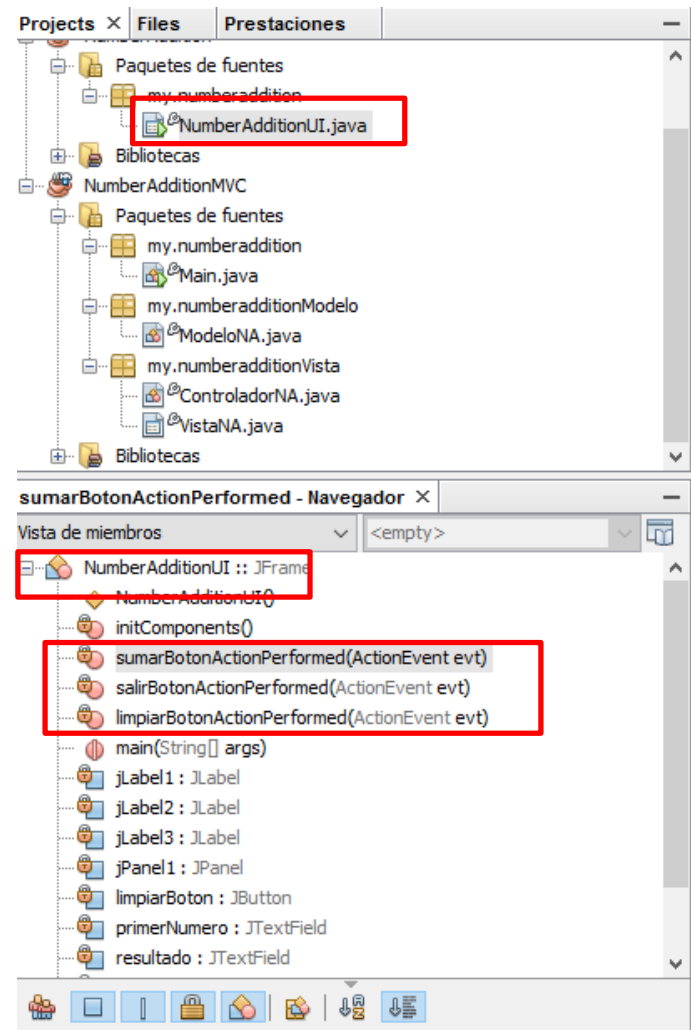 Projects × Files Prestaciones
NumberAddition
Paquetes de fuentes
my.numberaddition
NumberAdditionUI.java
Bibliotecas
NumberAdditionMVC
Paquetes de fuentes
my.numberaddition
Main.java
my.numberadditionModelo
ModeloNA.java
my.numberadditionVista
ControladorNA.java
VistaNA.java
Bibliotecas
sumarBotonActionPerformed - Navegador ×
Vista de miembros <empty>
NumberAdditionUI :: JFrame
NumberAdditionUI()
initComponents()
sumarBotonActionPerformed(ActionEvent evt)
salirBotonActionPerformed(ActionEvent evt)
limpiarBotonActionPerformed(ActionEvent evt)
main(String[] args)
jLabel1 : JLabel
jLabel2 : JLabel
jLabel3 : JLabel
jPanel1 : JPanel
limpiarBoton : JButton
primerNumero : JTextField
resultado : JTextField